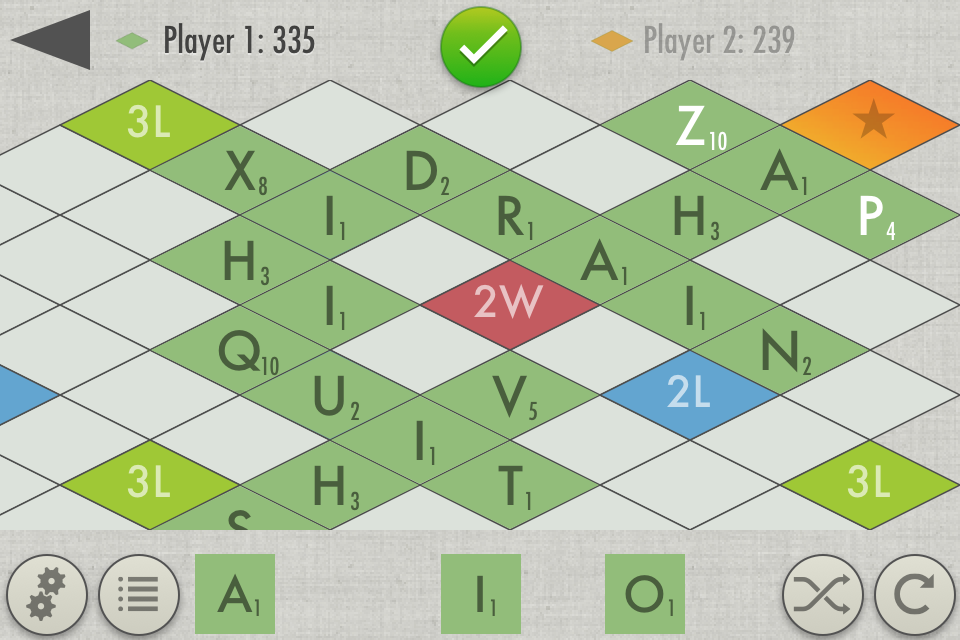 Player 1: 335
Player 2: 239
3L
Z10
X8
D2
A1
I1
R1
H3
P4
H3
A1
I1
2W
I1
Q10
N2
U2
V5
2L
I1
3L
H3
T1
3L
S
A1
I1
O1